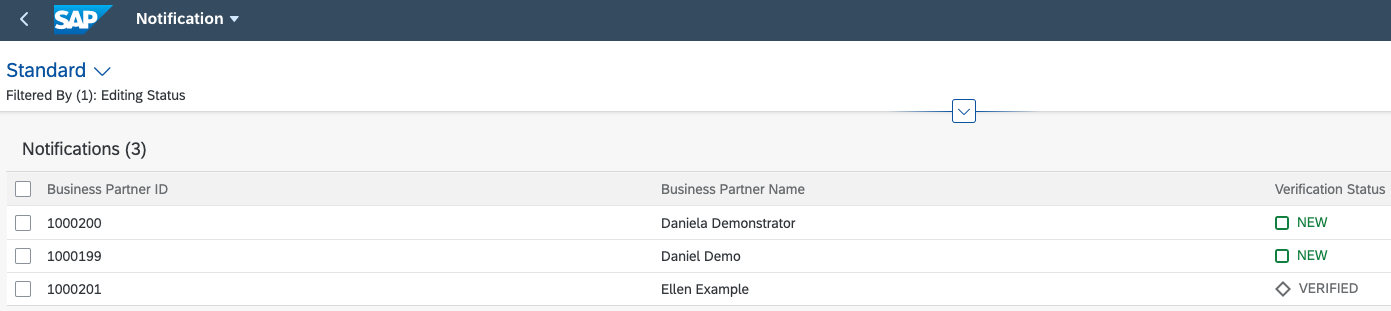 SAP Notification
Standard
Filtered By (1): Editing Status
Notifications (3)
Business Partner ID Business Partner Name Verification Status
1000200 Daniela Demonstrator NEW
1000199 Daniel Demo NEW
1000201 Ellen Example VERIFIED